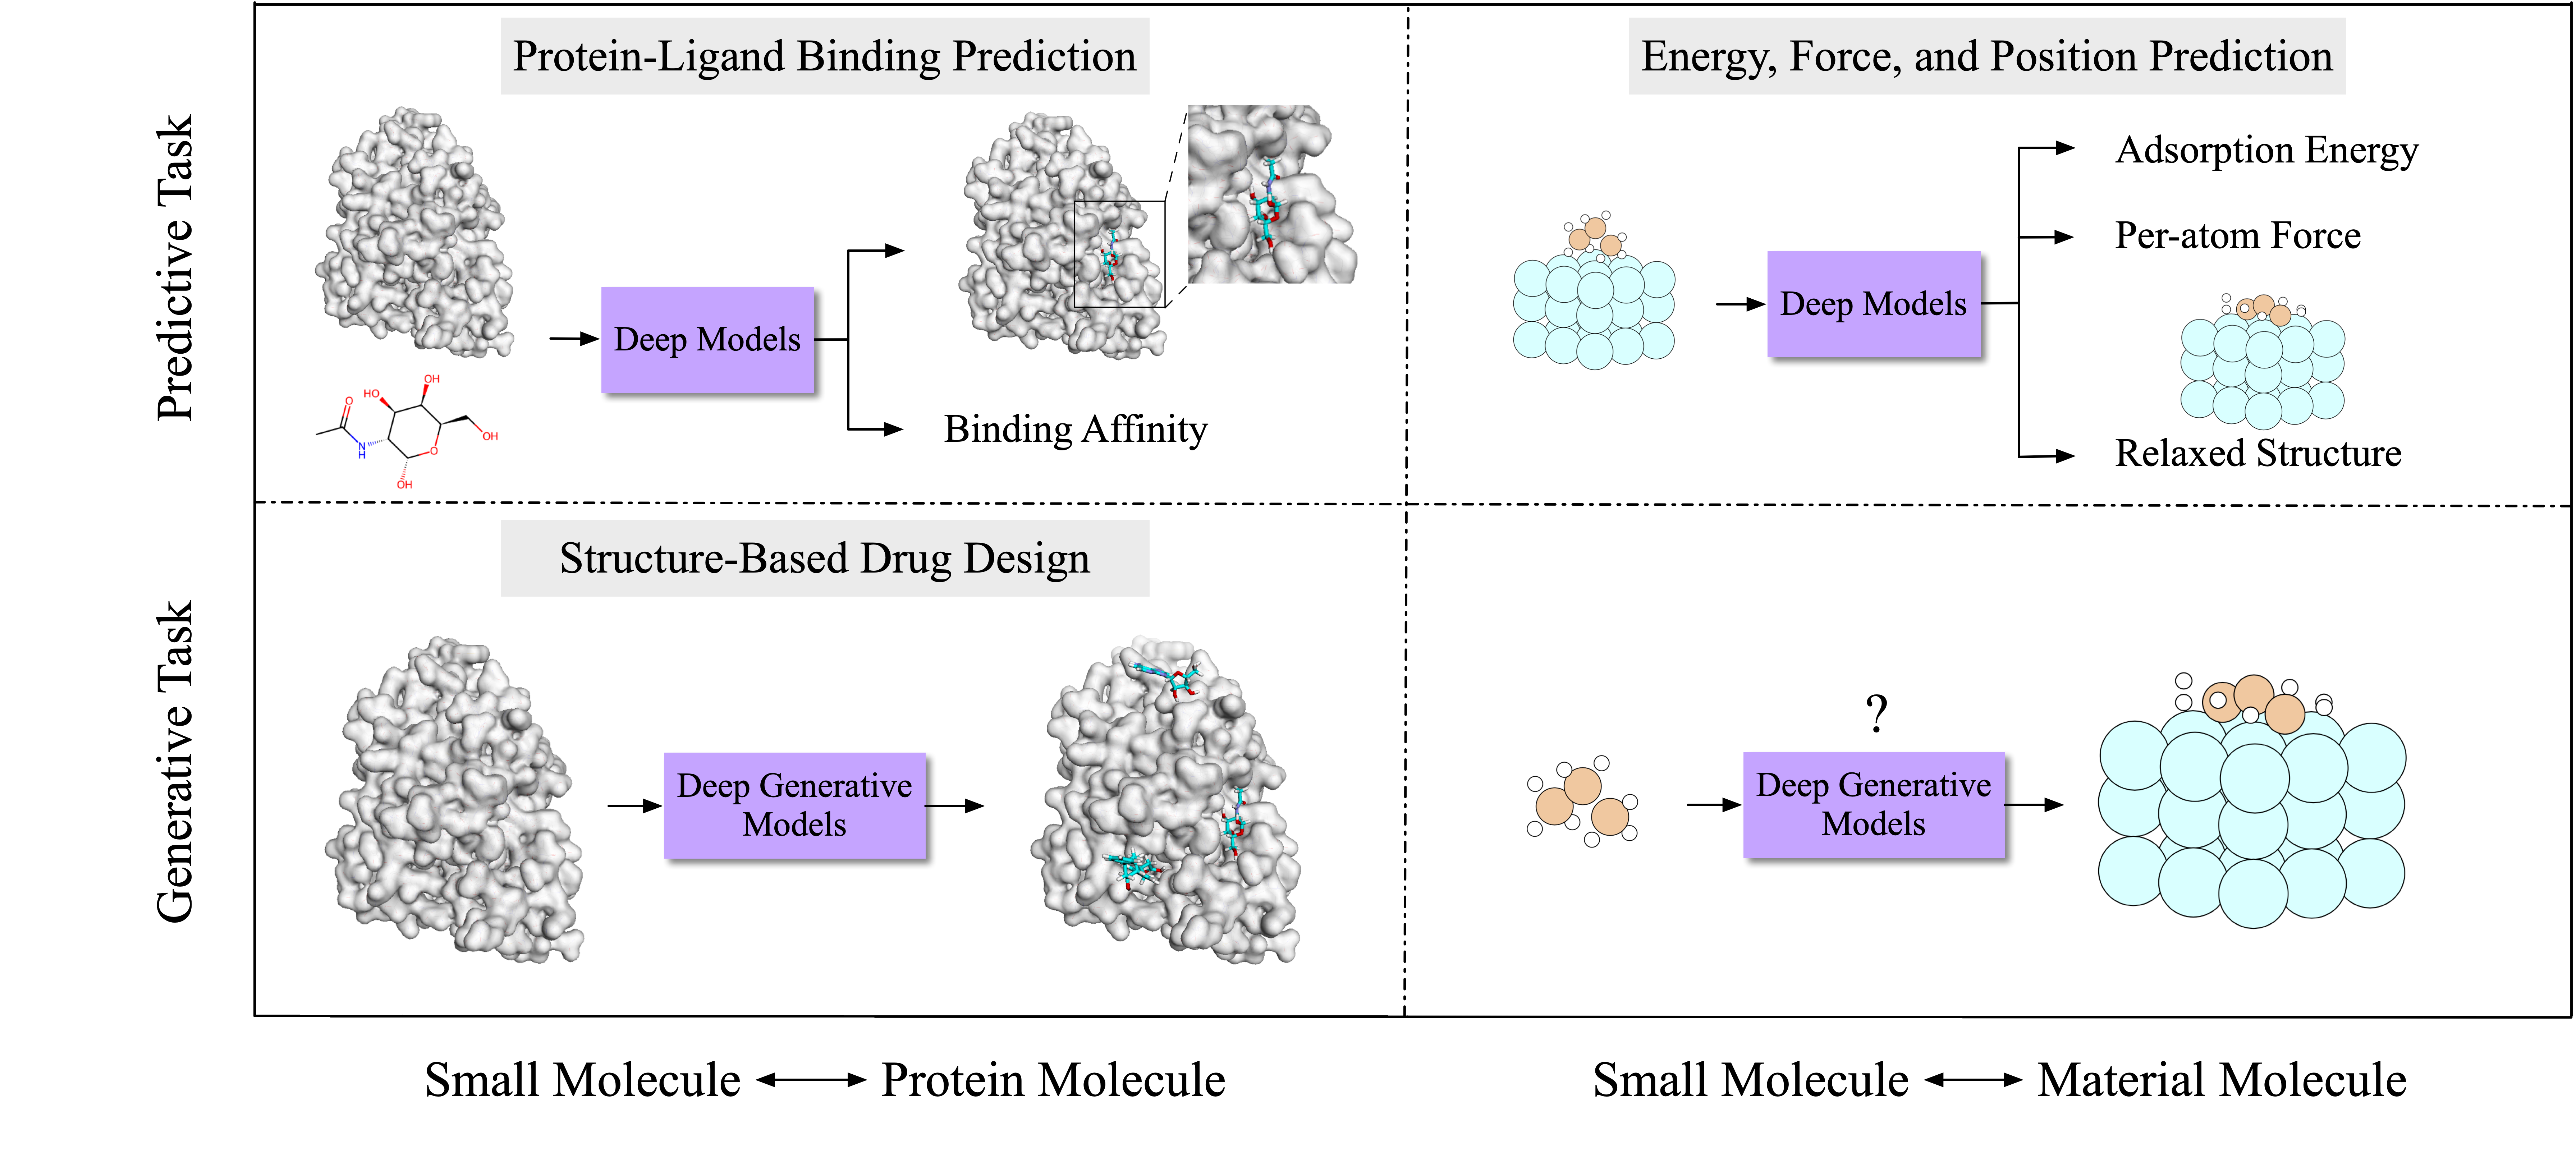 Protein-Ligand Binding Prediction
Energy, Force, and Position Prediction
Predictive Task
Deep Models
Binding Affinity
HO
OH
O
N
H
O
OH
OH
Deep Models
Adsorption Energy
Per-atom Force
Relaxed Structure
Structure-Based Drug Design
Generative Task
Deep Generative
Models
?
Deep Generative
Models
Small Molecule
Protein Molecule
Small Molecule
Material Molecule